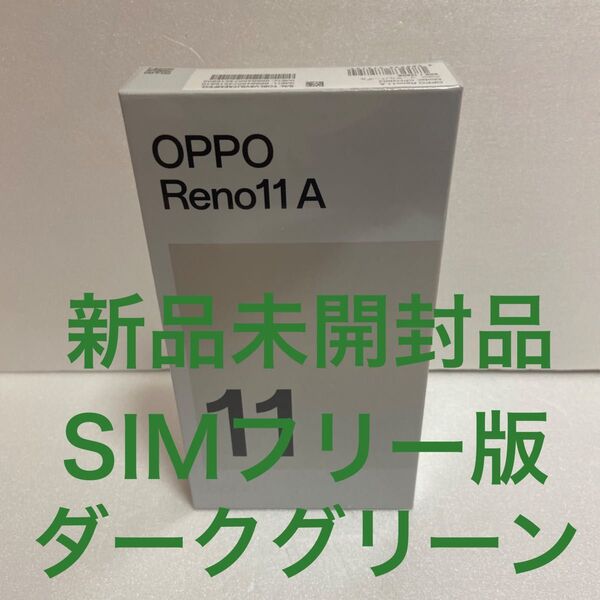 OPPO
Reno11 A
新品未開封品
11
SIMフリー版
ダークグリーン